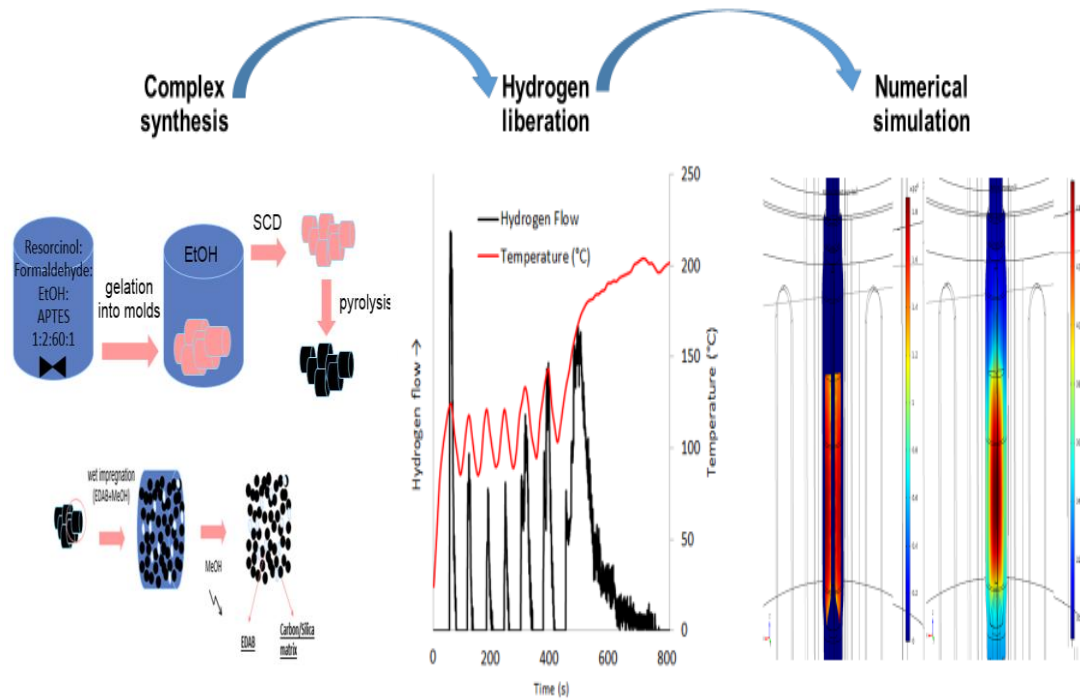 Complex
synthesis
Hydrogen
liberation
Numerical
simulation
Resorcinol:
Formaldehyde:
EtOH:
APTES
1:2:60:1
gelation
into molds
EtOH
SCD
pyrolysis
wet impregnation
(EDAB+MeOH)
MeOH
EDAB
Carbon/Silica
matrix
Hydrogen Flow
Temperature (°C)
Hydrogen flow →
250
200
150
100
50
0
Temperature (°C)
0
200
400
600
800
Time (s)